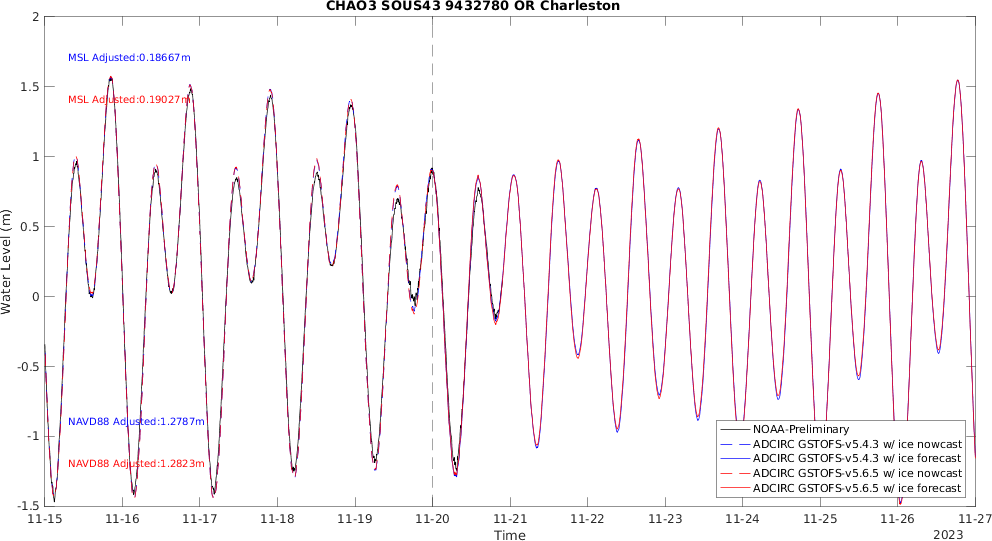 CHAO3 SOUS43 9432780 OR Charleston
2
MSL Adjusted:0.18667m
1.5
MSL Adjusted:0.19027m
1
0.5
Water Level (m)
0
-0.5
NAVD88 Adjusted:1.2787m
-1
NAVD88 Adjusted:1.2823m
-1.5
NOAA-Preliminary
ADCIRC GSTOFS-v5.4.3 w/ ice nowcast
ADCIRC GSTOFS-v5.4.3 w/ ice forecast
ADCIRC GSTOFS-v5.6.5 w/ ice nowcast
ADCIRC GSTOFS-v5.6.5 w/ ice forecast
11-15 11-16 11-17 11-18 11-19 11-20 11-21 11-22 11-23 11-24 11-25 11-26 11-27
Time
2023